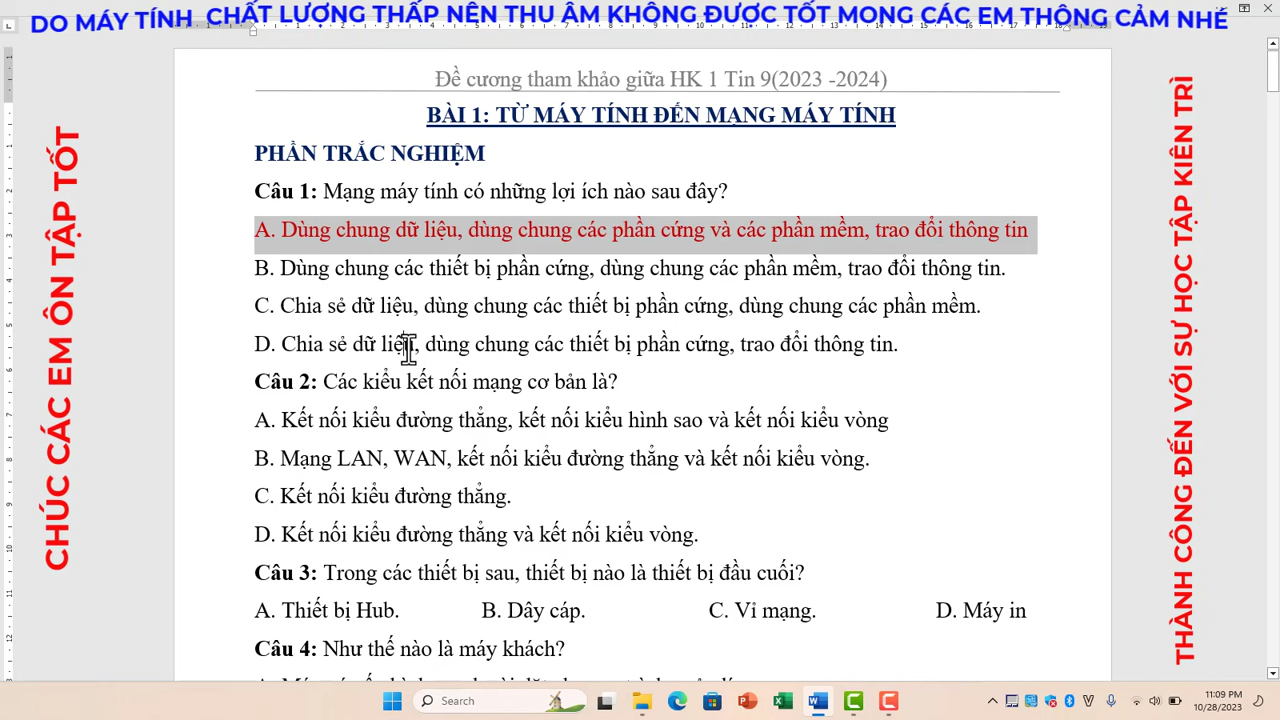 DO MÁY TÍNH CHẤT LƯỢNG THẤP NÊN THU ÂM KHÔNG ĐƯỢC TỐT MONG CÁC EM THÔNG CẢM NHÉ
CHÚC CÁC EM ÔN TẬP TỐT
Đề cương tham khảo giữa HK 1 Tin 9(2023 -2024)
BÀI 1: TỪ MÁY TÍNH ĐẾN MẠNG MÁY TÍNH
PHẦN TRẮC NGHIỆM
Câu 1: Mạng máy tính có những lợi ích nào sau đây?
A. Dùng chung dữ liệu, dùng chung các phần cứng và các phần mềm, trao đổi thông tin
B. Dùng chung các thiết bị phần cứng, dùng chung các phần mềm, trao đổi thông tin.
C. Chia sẻ dữ liệu, dùng chung các thiết bị phần cứng, dùng chung các phần mềm.
D. Chia sẻ dữ liệu, dùng chung các thiết bị phần cứng, trao đổi thông tin.
Câu 2: Các kiểu kết nối mạng cơ bản là?
A. Kết nối kiểu đường thẳng, kết nối kiểu hình sao và kết nối kiểu vòng
B. Mạng LAN, WAN, kết nối kiểu đường thẳng và kết nối kiểu vòng.
C. Kết nối kiểu đường thẳng.
D. Kết nối kiểu đường thẳng và kết nối kiểu vòng.
Câu 3: Trong các thiết bị sau, thiết bị nào là thiết bị đầu cuối?
A. Thiết bị Hub. B. Dây cáp. C. Vỉ mạng. D. Máy in
Câu 4: Như thế nào là máy khách?
THÀNH CÔNG ĐẾN VỚI SỰ HỌC TẬP KIÊN TRÌ
Search
11:09 PM
10/28/2023